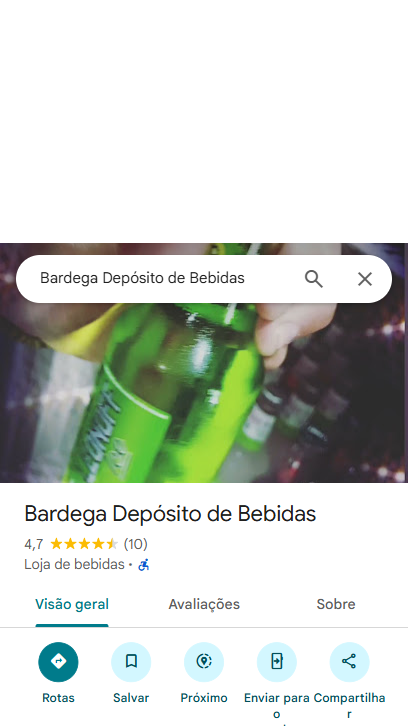 Bardega Depósito de Bebidas
Bardega Depósito de Bebidas
4,7 (10)
Loja de bebidas ·
Visão geral Avaliações Sobre
Rotas Salvar Próximo Enviar para o Compartilhar